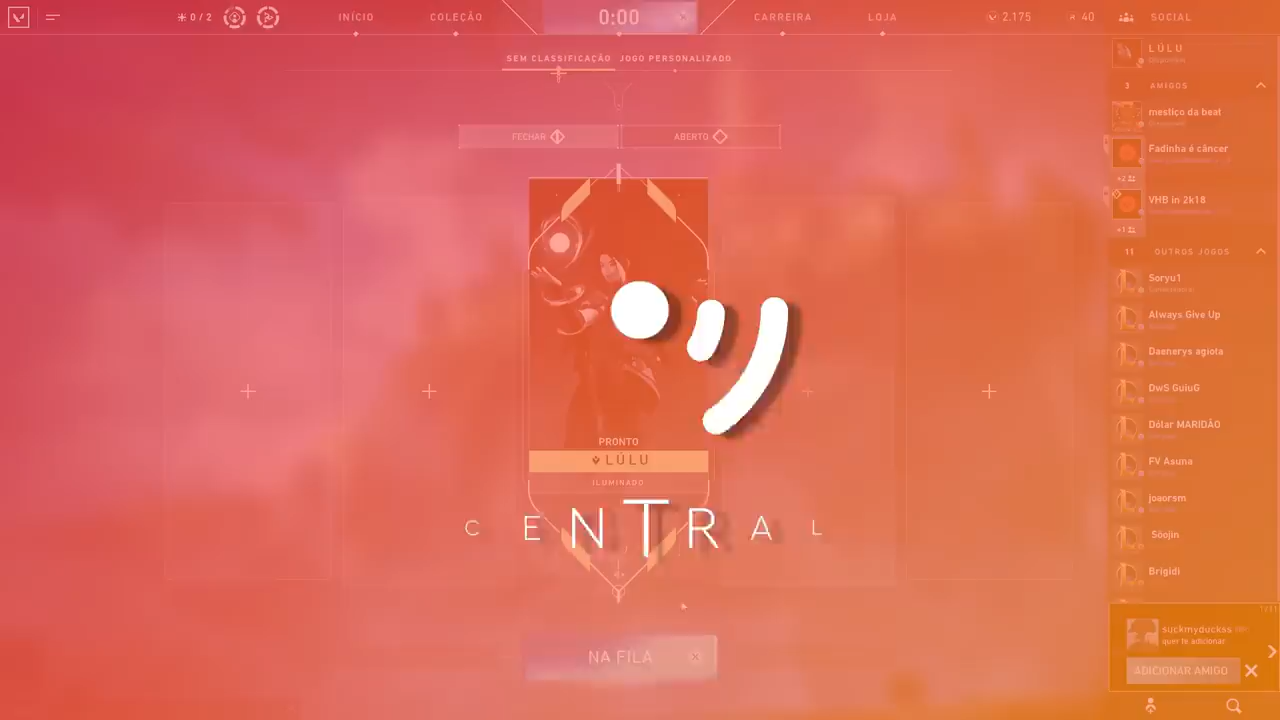 0 / 2
INÍCIO
COLEÇÃO
0:00
CARREIRA
LOJA
2.175
40
SOCIAL
SEM CLASSIFICAÇÃO JOGO PERSONALIZADO
FECHAR
ABERTO
PRONTO
LÚLU
ILUMINADO
CENTRAL
NA FILA
LÚLU
3 AMIGOS
mestiço da beat
Fadinha é câncer
+2
VHB in 2k18
+1
11 OUTROS JOGOS
Soryu1
Always Give Up
Daenerys agiota
DwS GuiuG
Dólar MARIDÃO
FV Asuna
joaorsm
Söojin
Brigidi
suckmyduckss
quer te adicionar
ADICIONAR AMIGO